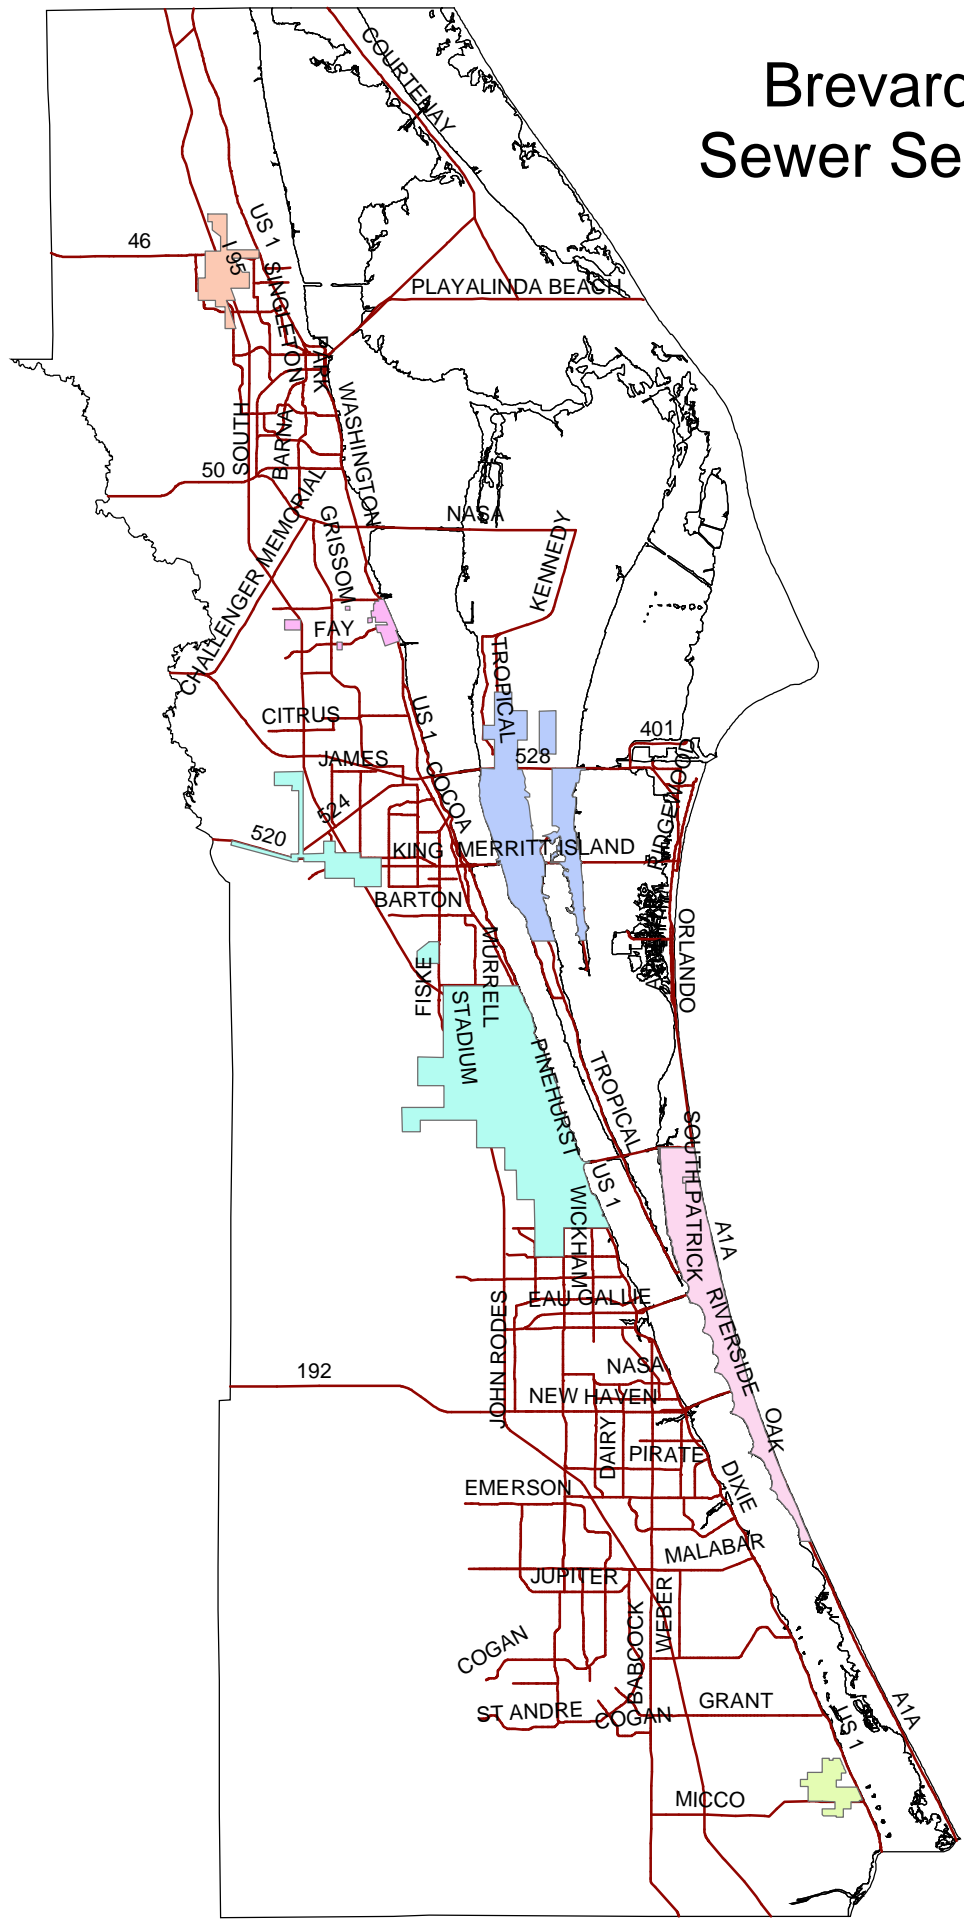 Brevard
Sewer Se
COURTENAY
US 1
46
I 95
PLAYALINDA BEACH
SINGLETON
PARK
WASHINGTON
SOUTH
BARNA
50
NASA
CHALLENGER MEMORIAL
GRISSOM
KENNEDY
FAY
TROPICAL
CITRUS
US 1
401
JAMES
528
COCOA
524
520
KING
MERRITT ISLAND
RIDGEWOOD
BARTON
ORLANDO
MURRELL
FISKE
STADIUM
PINEHURST
TROPICAL
SOUTH PATRICK
US 1
WICKHAM
A1A
EAU GALLIE
JOHN RODES
RIVERSIDE
192
NASA
NEW HAVEN
OAK
DAIRY
PIRATE
EMERSON
DIXIE
MALABAR
JUPITER
WEBER
BABCOCK
COGAN
ST ANDRE
COGAN
GRANT
US 1
A1A
MICCO